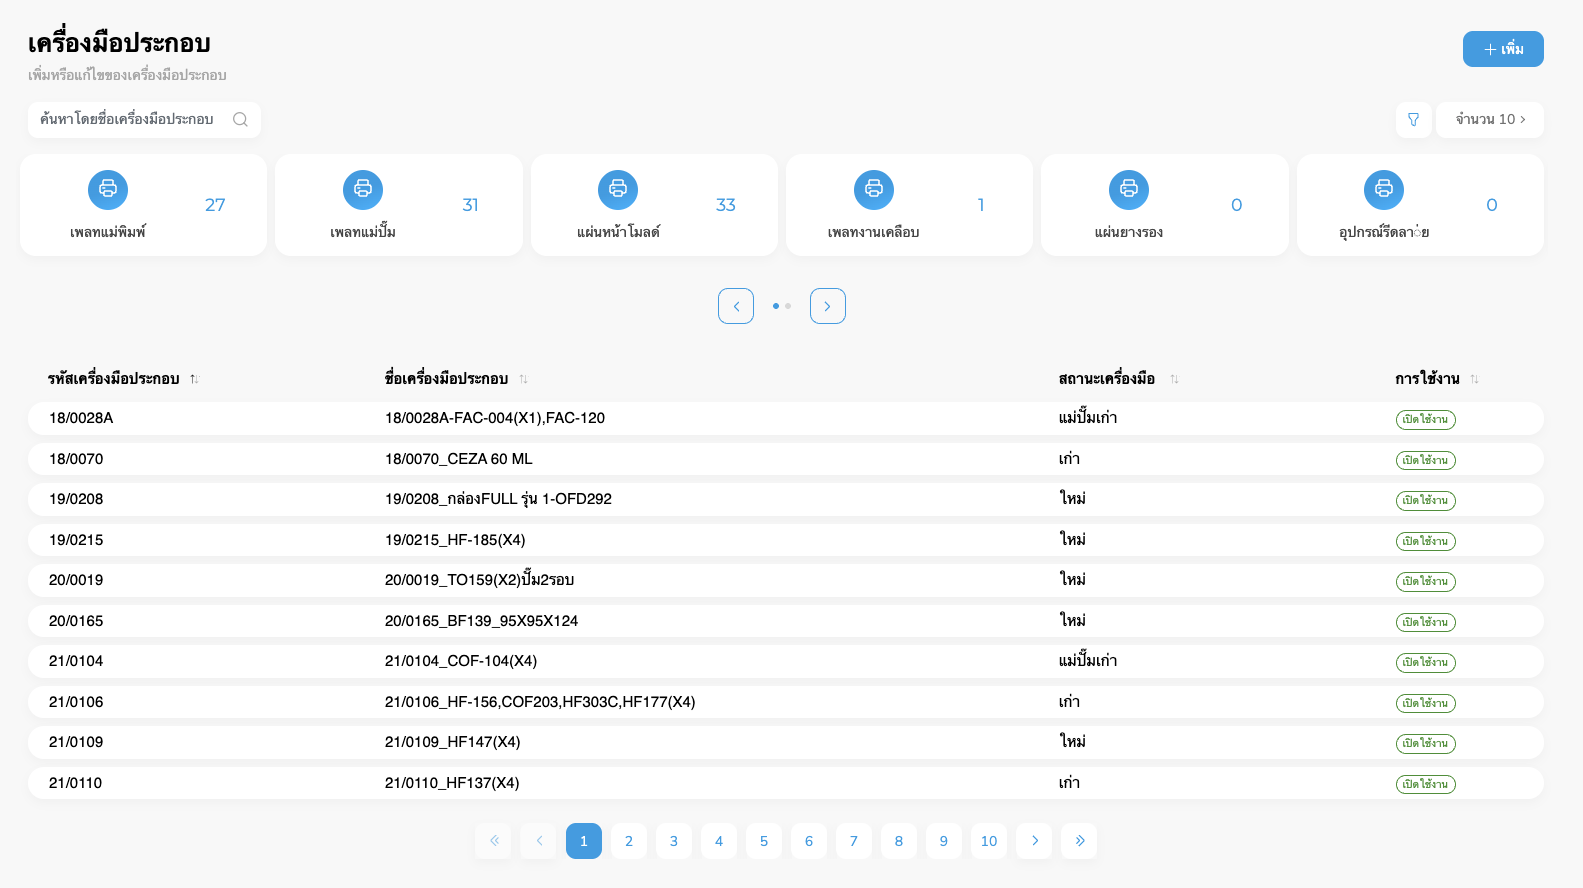 เครื่องมือประกอบ
เพิ่มหรือแก้ไขของเครื่องมือประกอบ
เพิ่ม
ค้นหาโดยชื่อเครื่องมือประกอบ
จำนวน 10
27
เพลทแม่พิมพ์
31
เพลทแม่ปั๊ม
33
แผ่นหน้าโมลด์
1
เพลทงานเคลือบ
0
แผ่นยางรอง
0
อุปกรณ์รีดลา่ย
รหัสเครื่องมือประกอบ ชื่อเครื่องมือประกอบ สถานะเครื่องมือ การใช้งาน
18/0028A 18/0028A-FAC-004(X1),FAC-120 แม่ปั๊มเก่า เปิดใช้งาน
18/0070 18/0070_CEZA 60 ML เก่า เปิดใช้งาน
19/0208 19/0208_กล่องFULL รุ่น 1-OFD292 ใหม่ เปิดใช้งาน
19/0215 19/0215_HF-185(X4) ใหม่ เปิดใช้งาน
20/0019 20/0019_TO159(X2)ปั๊ม2รอบ ใหม่ เปิดใช้งาน
20/0165 20/0165_BF139_95X95X124 ใหม่ เปิดใช้งาน
21/0104 21/0104_COF-104(X4) แม่ปั๊มเก่า เปิดใช้งาน
21/0106 21/0106_HF-156,COF203,HF303C,HF177(X4) เก่า เปิดใช้งาน
21/0109 21/0109_HF147(X4) ใหม่ เปิดใช้งาน
21/0110 21/0110_HF137(X4) เก่า เปิดใช้งาน
1 2 3 4 5 6 7 8 9 10